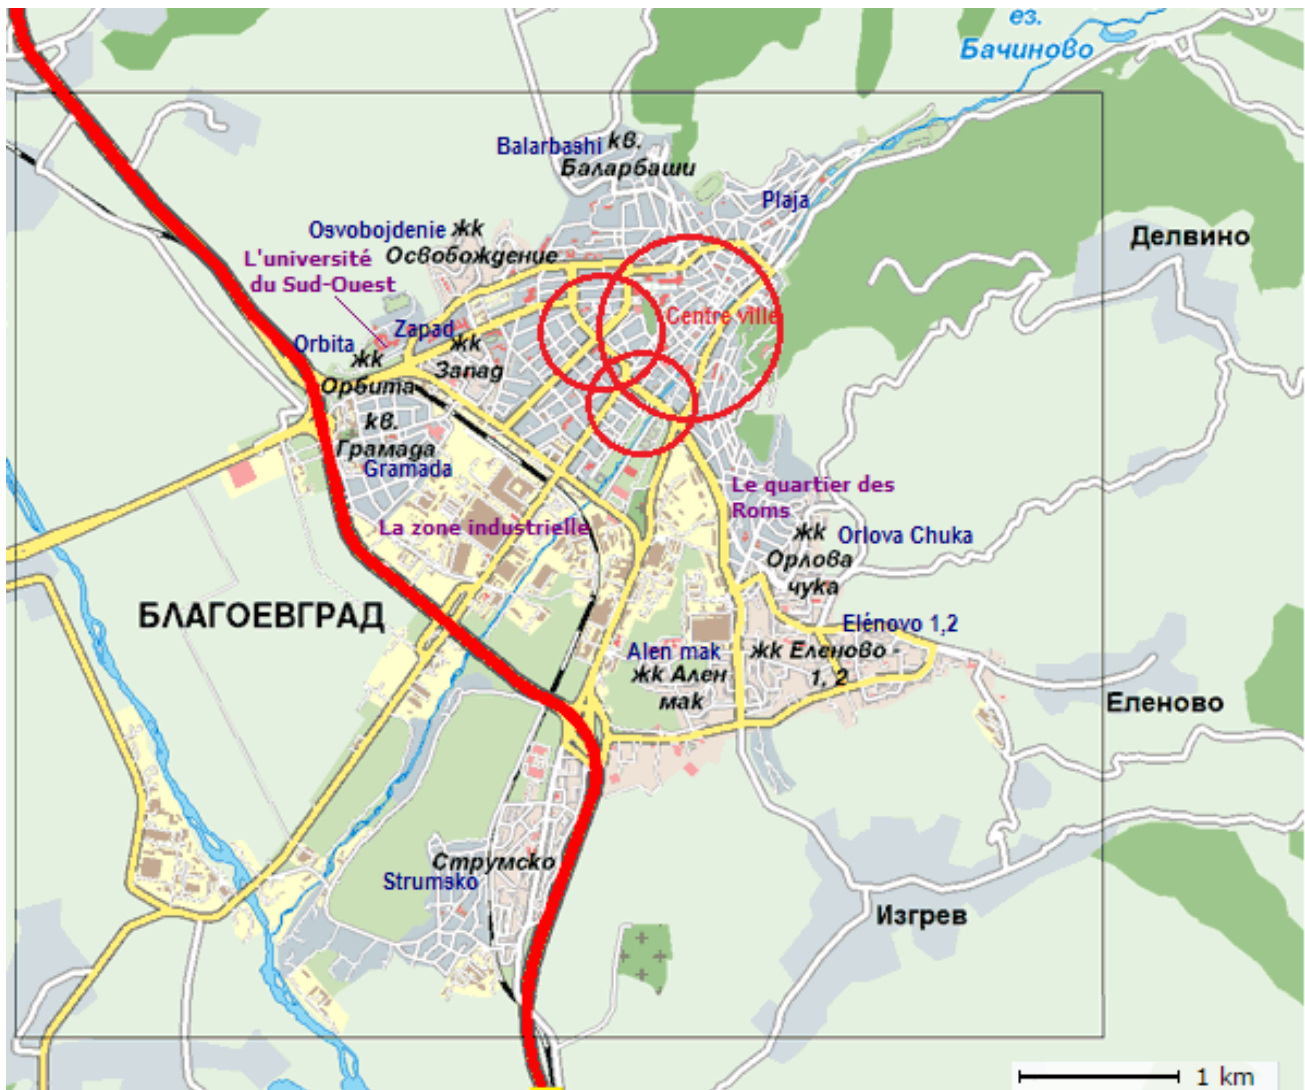 ез.
Бачиново
Balarbashi
кв.
Баларбаши
Plaja
Osvobojdenie
жк
Освобождение
Делвино
L'université
du Sud-Ouest
Centre ville
Zapad
жк
Запад
Orbita
жк
Орбита
кв.
Грамада
Gramada
Le quartier des
Roms
La zone industrielle
жк
Орлова
чука
Orlova Chuka
БЛАГОЕВГРАД
Elénovo 1,2
Alen mak
жк Ален
мак
жк Еленово -
1, 2
Еленово
Струмско
Strumsko
Изгрев
1 km